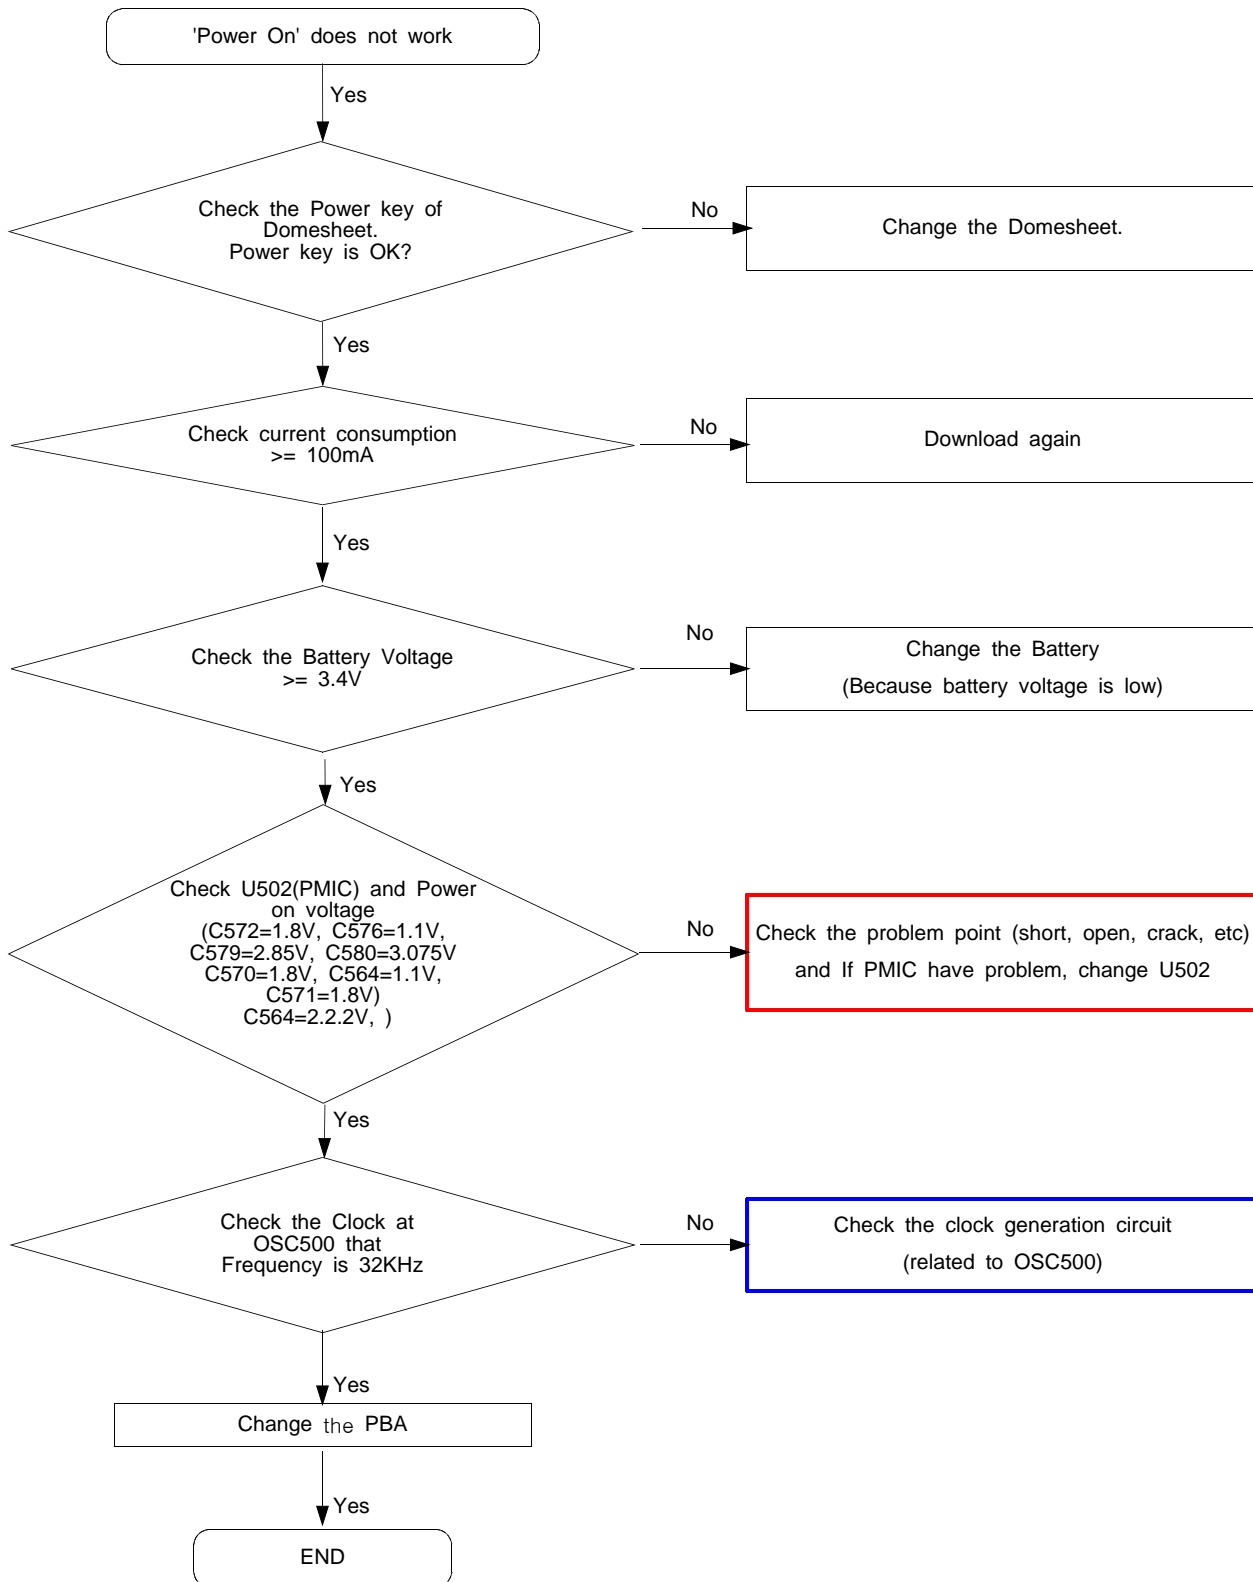 'Power On' does not work
Yes
Check the Power key of
Domesheet.
Power key is OK?
No
Change the Domesheet.
Yes
Check current consumption
>= 100mA
No
Download again
Yes
Check the Battery Voltage
>= 3.4V
No
Change the Battery
(Because battery voltage is low)
Yes
Check U502(PMIC) and Power
on voltage
(C572=1.8V, C576=1.1V,
C579=2.85V, C580=3.075V
C570=1.8V, C564=1.1V,
C571=1.8V)
C564=2.2.2V, )
No
Check the problem point (short, open, crack, etc)
and If PMIC have problem, change U502
Yes
Check the Clock at
OSC500 that
Frequency is 32KHz
No
Check the clock generation circuit
(related to OSC500)
Yes
Change the PBA
Yes
END